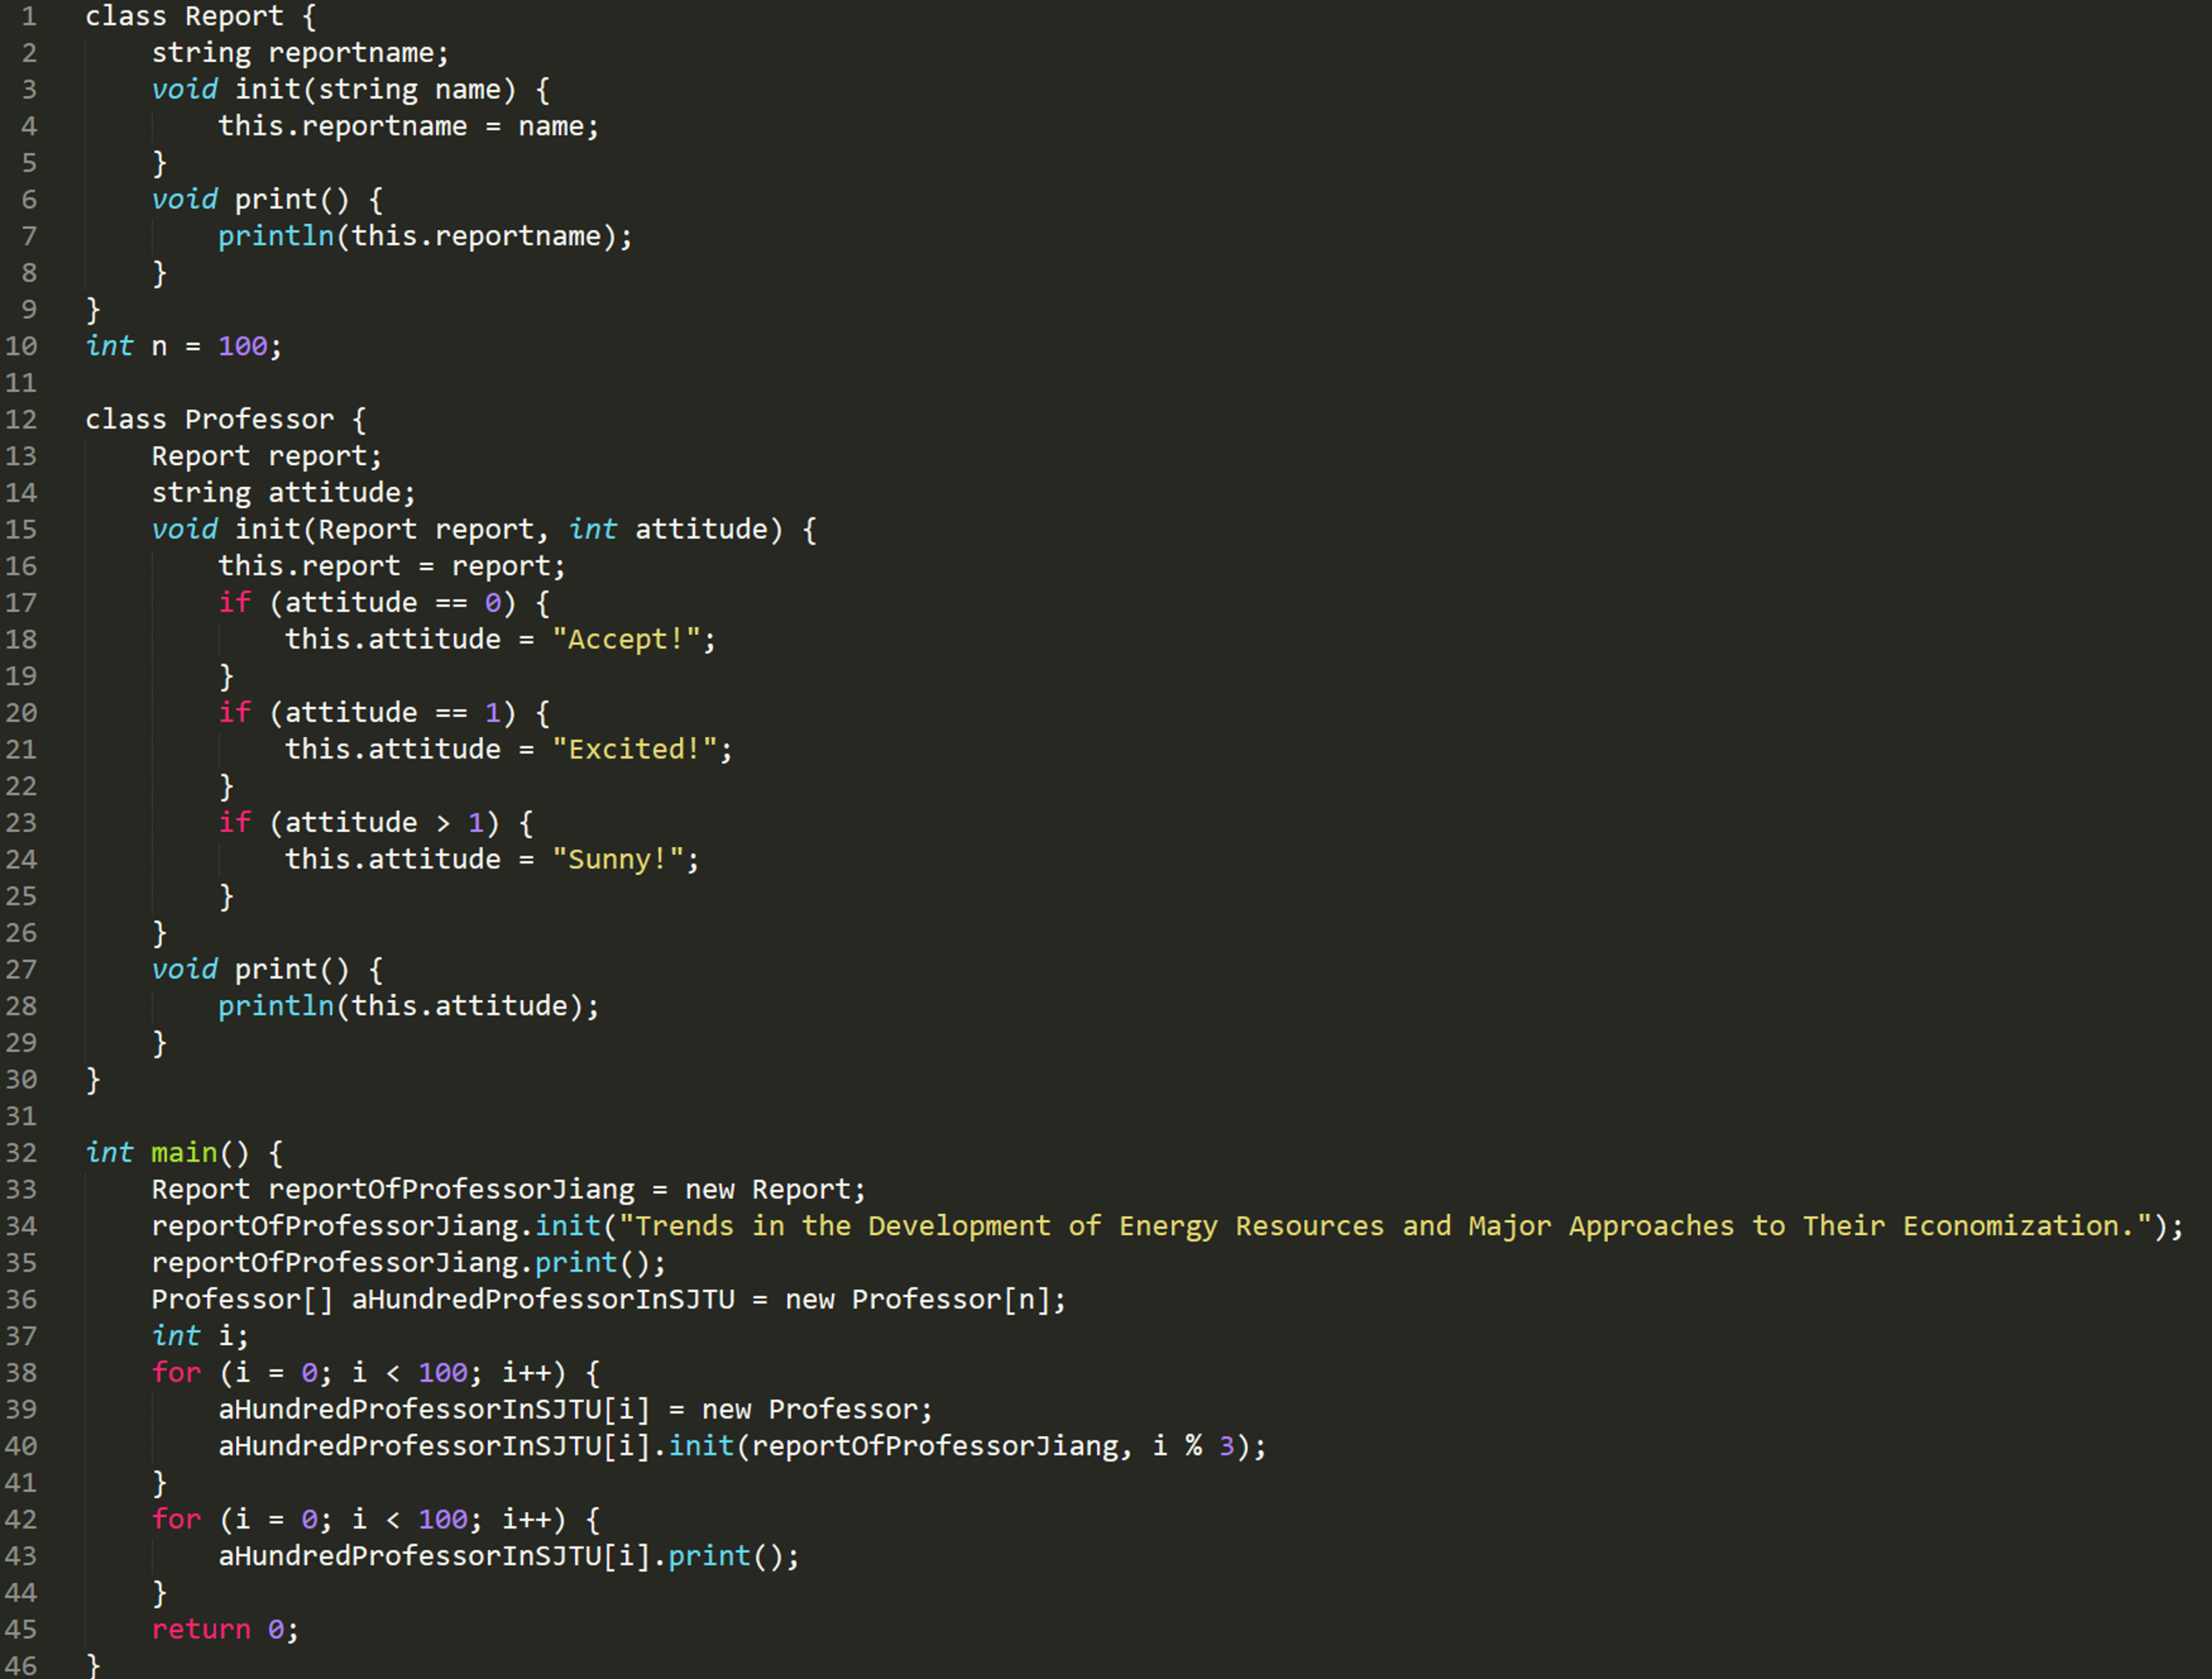 1 class Report {
2 string reportname;
3 void init(string name) {
4 this.reportname = name;
5 }
6 void print() {
7 println(this.reportname);
8 }
9 }
10 int n = 100;
11
12 class Professor {
13 Report report;
14 string attitude;
15 void init(Report report, int attitude) {
16 this.report = report;
17 if (attitude == 0) {
18 this.attitude = "Accept!";
19 }
20 if (attitude == 1) {
21 this.attitude = "Excited!";
22 }
23 if (attitude > 1) {
24 this.attitude = "Sunny!";
25 }
26 }
27 void print() {
28 println(this.attitude);
29 }
30 }
31
32 int main() {
33 Report reportOfProfessorJiang = new Report;
34 reportOfProfessorJiang.init("Trends in the Development of Energy Resources and Major Approaches to Their Economization.");
35 reportOfProfessorJiang.print();
36 Professor[] aHundredProfessorInSJTU = new Professor[n];
37 int i;
38 for (i = 0; i < 100; i++) {
39 aHundredProfessorInSJTU[i] = new Professor;
40 aHundredProfessorInSJTU[i].init(reportOfProfessorJiang, i % 3);
41 }
42 for (i = 0; i < 100; i++) {
43 aHundredProfessorInSJTU[i].print();
44 }
45 return 0;
46 }